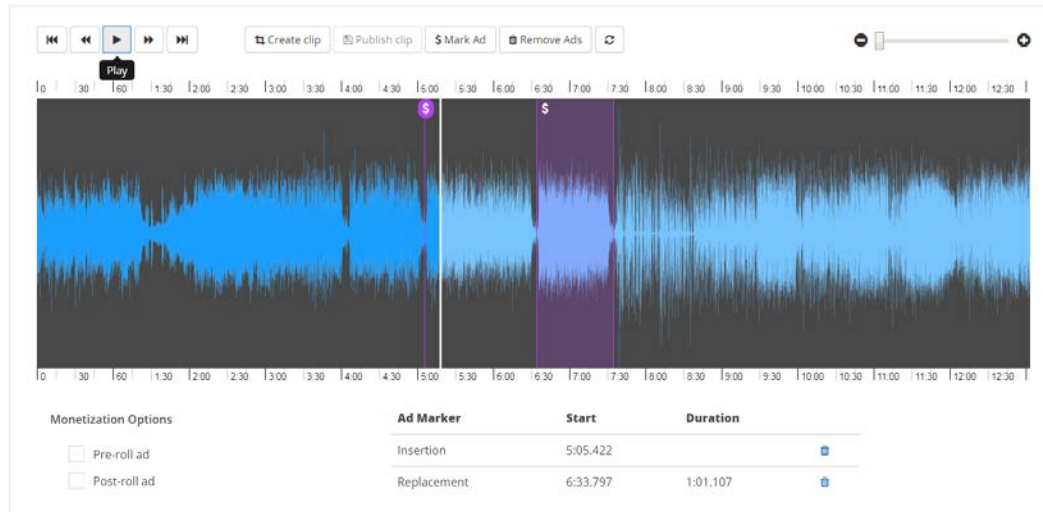 Create clip Publish clip $ Mark Ad Remove Ads
Play
0 30 60 1:30 2:00 2:30 3:00 3:30 4:00 4:30 5:00 5:30 6:00 6:30 7:00 7:30 8:00 8:30 9:00 9:30 10:00 10:30 11:00 11:30 12:00 12:30
$ $
0 30 60 1:30 2:00 2:30 3:00 3:30 4:00 4:30 5:00 5:30 6:00 6:30 7:00 7:30 8:00 8:30 9:00 9:30 10:00 10:30 11:00 11:30 12:00 12:30
Monetization Options
Pre-roll ad
Post-roll ad
Ad Marker Start Duration
Insertion 5:05.422
Replacement 6:33.797 1:01.107